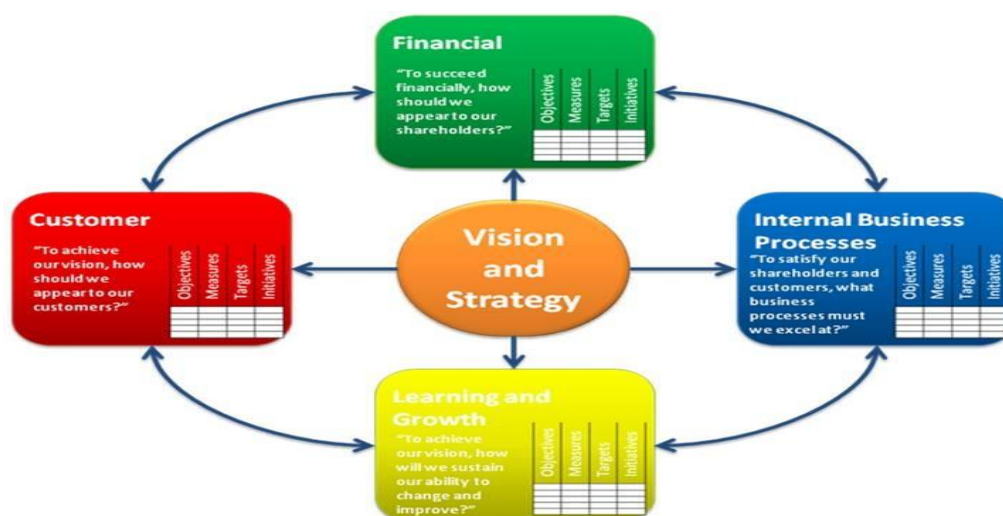 Financial
“To succeed
financially, how
should we
appear to our
shareholders?”
Objectives
Measures
Targets
Initiatives
Customer
“To achieve
our vision, how
should we
appear to our
customers?”
Objectives
Measures
Targets
Initiatives
Vision
and
Strategy
Internal Business
Processes
“To satisfy our
shareholders and
customers, what
business
processes must
we excel at?”
Objectives
Measures
Targets
Initiatives
Learning and
Growth
“To achieve
our vision, how
will we sustain
our ability to
change and
improve?”
Objectives
Measures
Targets
Initiatives